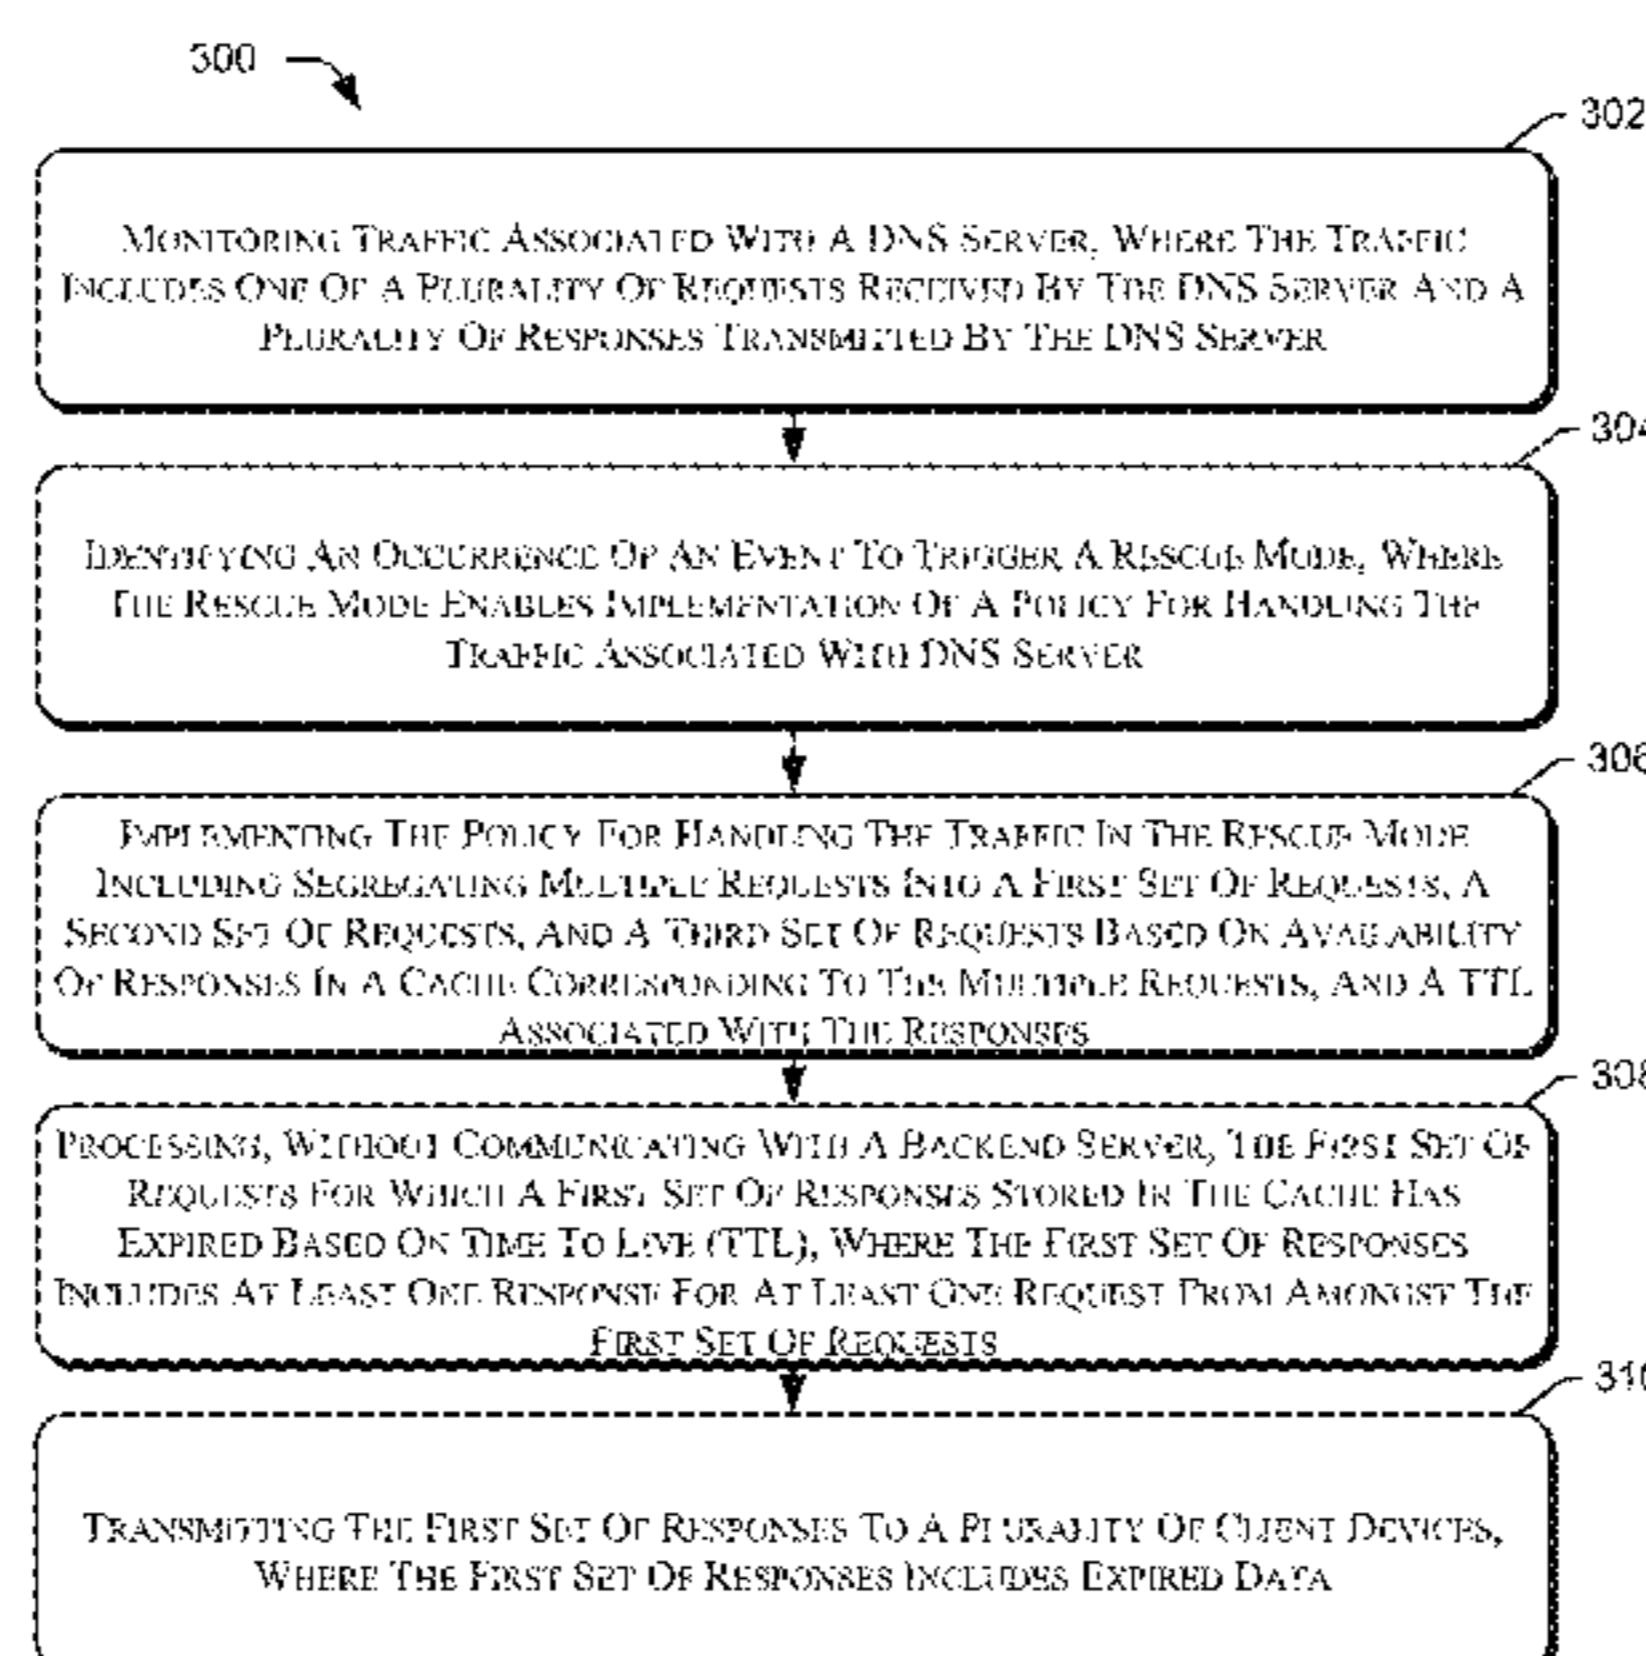 300
302
MONITORING TRAFFIC ASSOCIATED WITH A DNS SERVER, WHERE THE TRAFFIC
INCLUDES ONE OF A PLURALITY OF REQUESTS RECEIVED BY THE DNS SERVER AND A
PLURALITY OF RESPONSES TRANSMITTED BY THE DNS SERVER
304
IDENTIFYING AN OCCURRENCE OF AN EVENT TO TRIGGER A RESCUE MODE, WHERE
THE RESCUE MODE ENABLES IMPLEMENTATION OF A POLICY FOR HANDLING THE
TRAFFIC ASSOCIATED WITH DNS SERVER
306
IMPLEMENTING THE POLICY FOR HANDLING THE TRAFFIC IN THE RESCUE MODE
INCLUDING SEGREGATING MULTIPLE REQUESTS INTO A FIRST SET OF REQUESTS, A
SECOND SET OF REQUESTS, AND A THIRD SET OF REQUESTS BASED ON AVAILABILITY
OF RESPONSES IN A CACHE CORRESPONDING TO THE MULTIPLE REQUESTS, AND A TTL
ASSOCIATED WITH THE RESPONSES
308
PROCESSING, WITHOUT COMMUNICATING WITH A BACKEND SERVER, THE FIRST SET OF
REQUESTS FOR WHICH A FIRST SET OF RESPONSES STORED IN THE CACHE HAS
EXPIRED BASED ON TIME TO LIVE (TTL), WHERE THE FIRST SET OF RESPONSES
INCLUDES AT LEAST ONE RESPONSE FOR AT LEAST ONE REQUEST FROM AMONGST THE
FIRST SET OF REQUESTS
310
TRANSMITTING THE FIRST SET OF RESPONSES TO A PLURALITY OF CLIENT DEVICES,
WHERE THE FIRST SET OF RESPONSES INCLUDES EXPIRED DATA